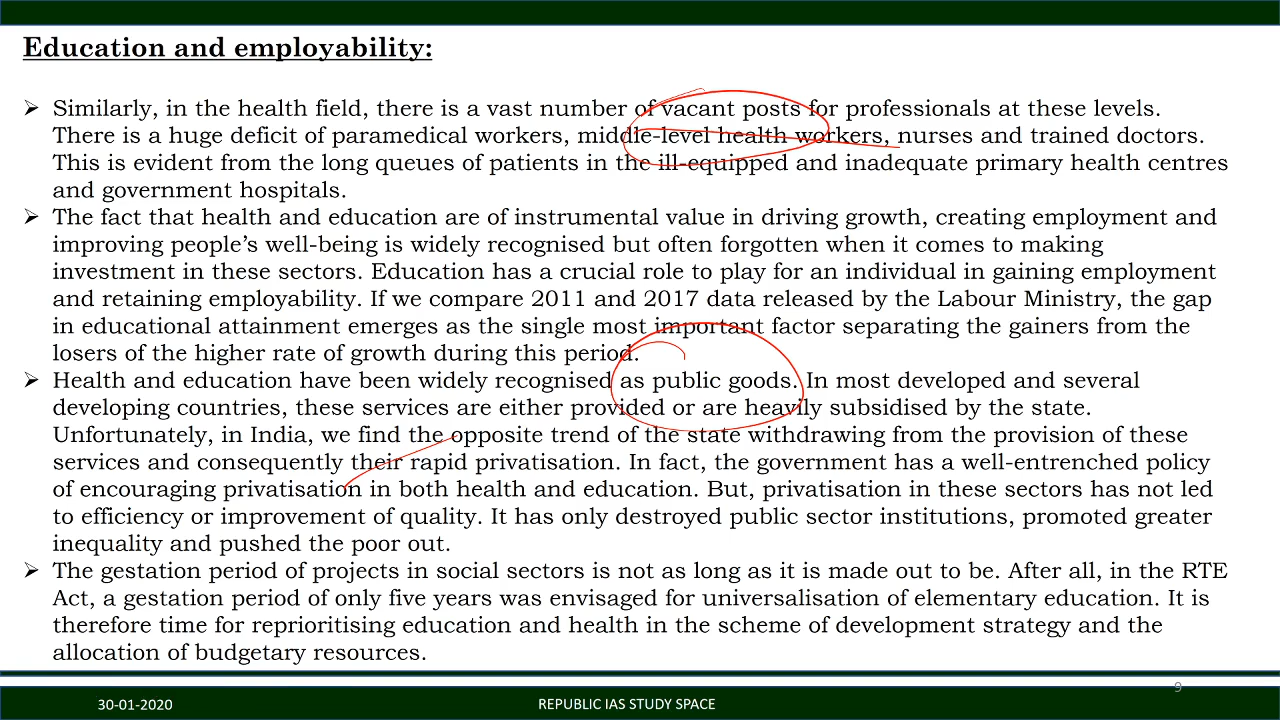 Education and employability:
➢ Similarly, in the health field, there is a vast number of vacant posts for professionals at these levels.
There is a huge deficit of paramedical workers, middle-level health workers, nurses and trained doctors.
This is evident from the long queues of patients in the ill-equipped and inadequate primary health centres
and government hospitals.
➢ The fact that health and education are of instrumental value in driving growth, creating employment and
improving people’s well-being is widely recognised but often forgotten when it comes to making
investment in these sectors. Education has a crucial role to play for an individual in gaining employment
and retaining employability. If we compare 2011 and 2017 data released by the Labour Ministry, the gap
in educational attainment emerges as the single most important factor separating the gainers from the
losers of the higher rate of growth during this period.
➢ Health and education have been widely recognised as public goods. In most developed and several
developing countries, these services are either provided or are heavily subsidised by the state.
Unfortunately, in India, we find the opposite trend of the state withdrawing from the provision of these
services and consequently their rapid privatisation. In fact, the government has a well-entrenched policy
of encouraging privatisation in both health and education. But, privatisation in these sectors has not led
to efficiency or improvement of quality. It has only destroyed public sector institutions, promoted greater
inequality and pushed the poor out.
➢ The gestation period of projects in social sectors is not as long as it is made out to be. After all, in the RTE
Act, a gestation period of only five years was envisaged for universalisation of elementary education. It is
therefore time for reprioritising education and health in the scheme of development strategy and the
allocation of budgetary resources.
9
30-01-2020
REPUBLIC IAS STUDY SPACE